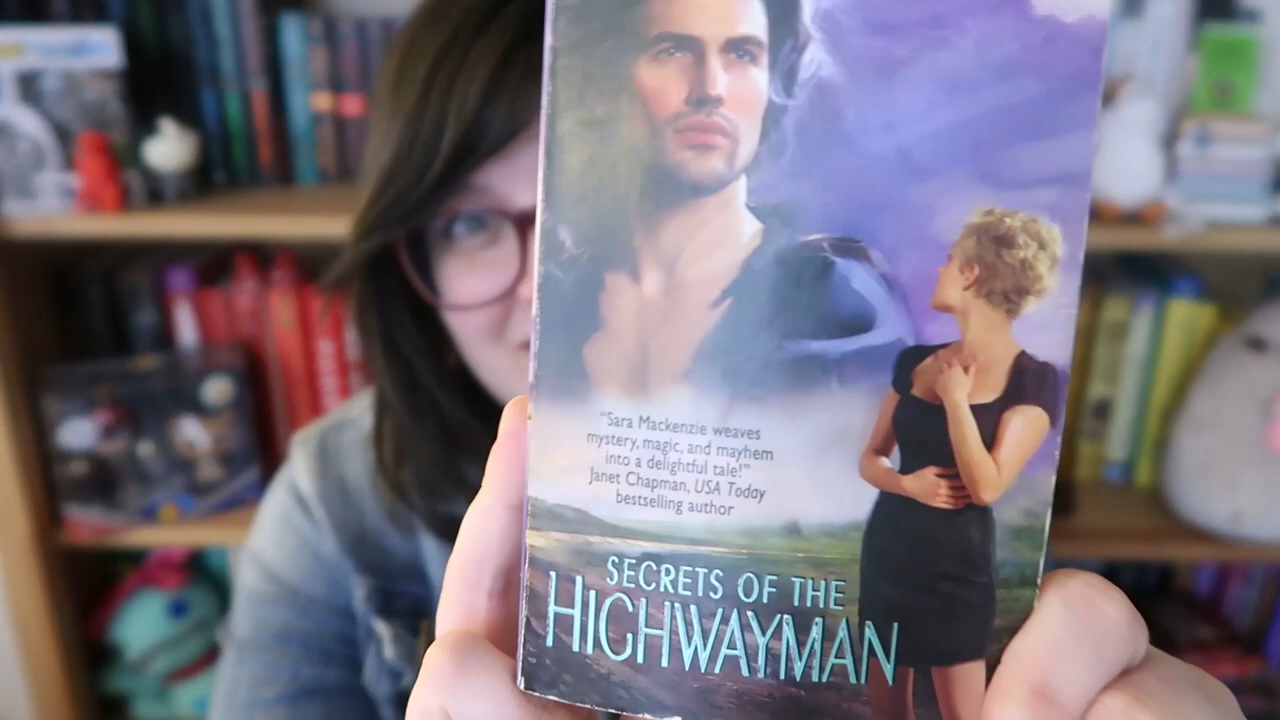 "Sara Mackenzie weaves
mystery, magic, and mayhem
into a delightful tale!"
Janet Chapman, USA Today
bestselling author
SECRETS OF THE
HIGHWAYMAN